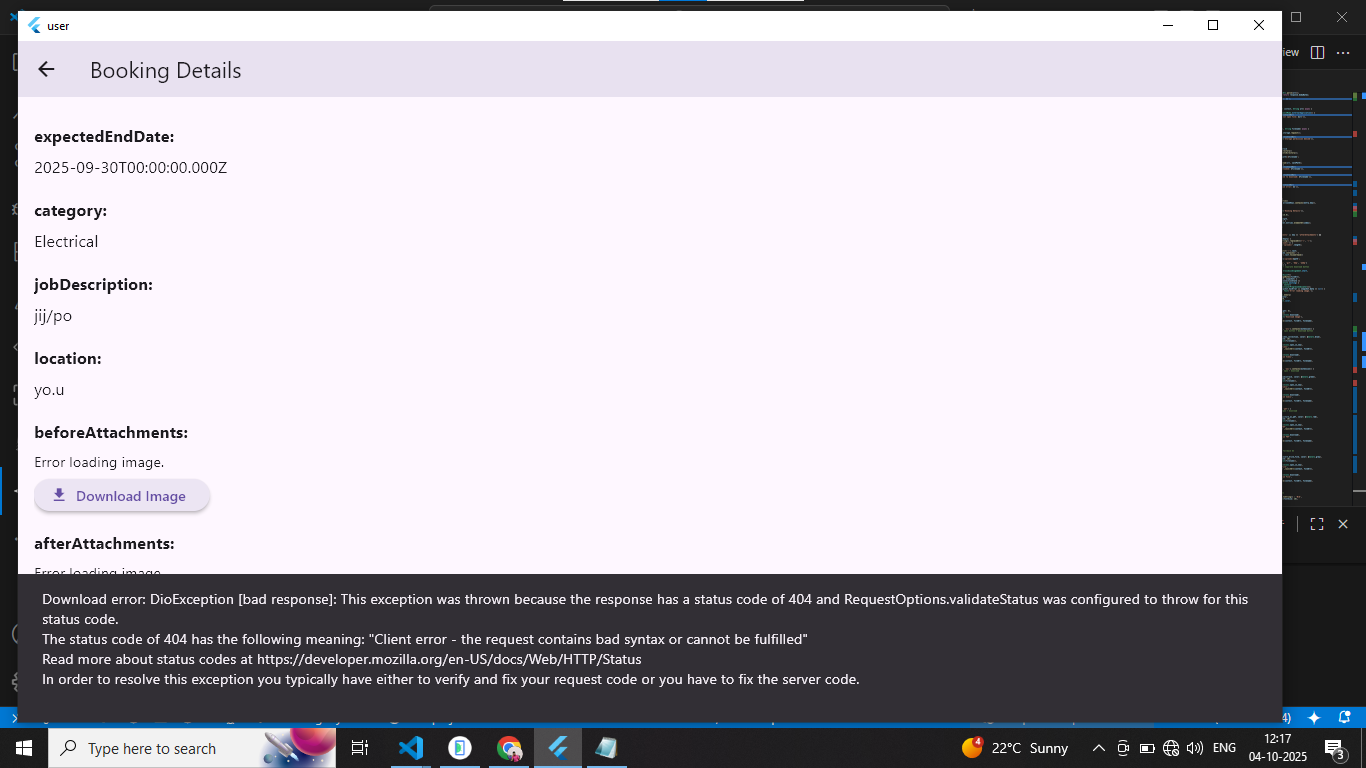 user
iew
Booking Details
expectedEndDate:
2025-09-30T00:00:00.000Z
category:
Electrical
jobDescription:
jij/po
location:
yo.u
beforeAttachments:
Error loading image.
Download Image
afterAttachments:
Error loading image.
Download error: DioException [bad response]: This exception was thrown because the response has a status code of 404 and RequestOptions.validateStatus was configured to throw for this
status code.
The status code of 404 has the following meaning: "Client error - the request contains bad syntax or cannot be fulfilled"
Read more about status codes at https://developer.mozilla.org/en-US/docs/Web/HTTP/Status
In order to resolve this exception you typically have either to verify and fix your request code or you have to fix the server code.
Type here to search
4
22°C Sunny
ENG
12:17
04-10-2025
3